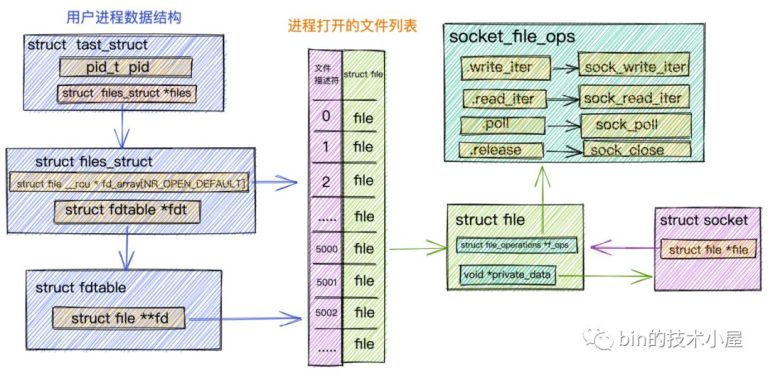 用户进程数据结构
struct tast_struct
pid_t pid
struct files_struct *files
struct files_struct
struct file __rcu * fd_array[NR_OPEN_DEFAULT]
struct fdtable *fdt
struct fdtable
struct file **fd
进程打开的文件列表
文件
描述符
struct file
0 file
1 file
2 file
..... file
5000 file
5001 file
5002 file
..... file
socket_file_ops
.write_iter sock_write_iter
.read_iter sock_read_iter
.poll sock_poll
.release sock_close
struct file
struct file_operations *f_ops
void *private_data
struct socket
struct file *file
bin的技术小屋